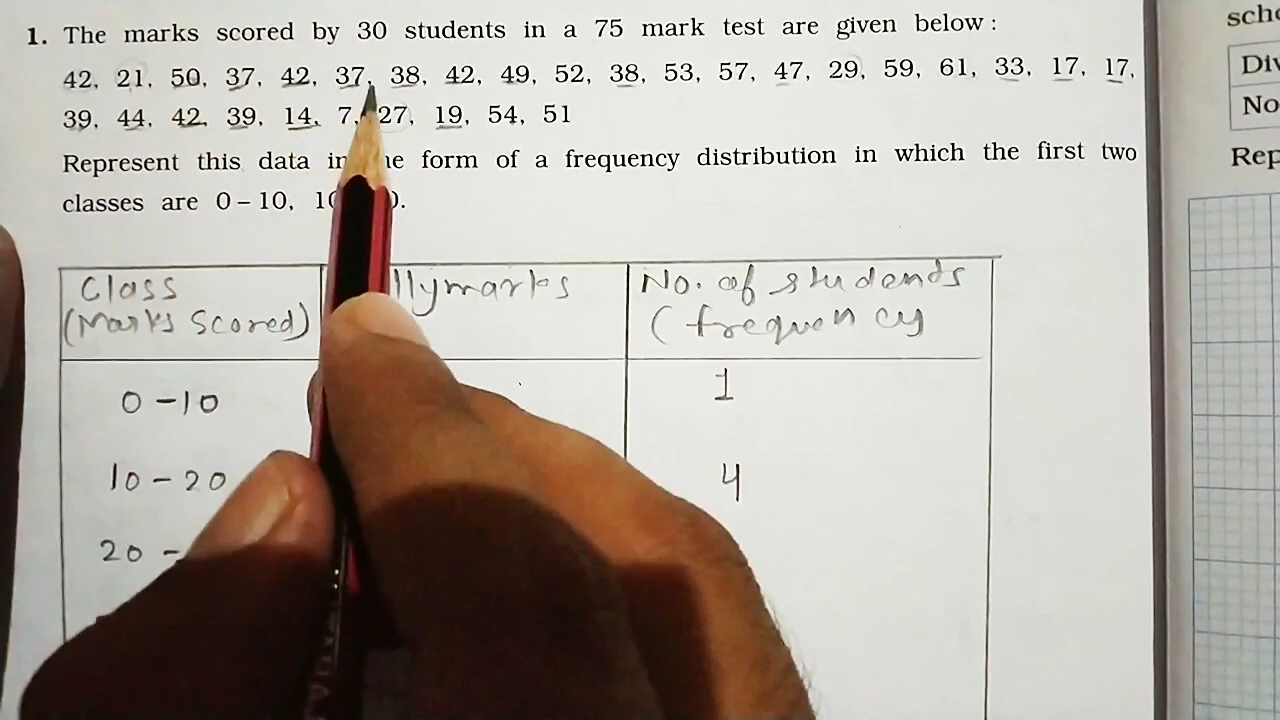 1. The marks scored by 30 students in a 75 mark test are given below :
42, 21, 50, 37, 42, 37, 38, 42, 49, 52, 38, 53, 57, 47, 29, 59, 61, 33, 17, 17,
39, 44, 42, 39, 14, 7, 27, 19, 54, 51
Represent this data in the form of a frequency distribution in which the first two
classes are 0 – 10,
Class
(Marks Scored)
llymarks
No. of students
(frequency
0 - 10
1
10 - 20
4
20 -
Div
No
Rep